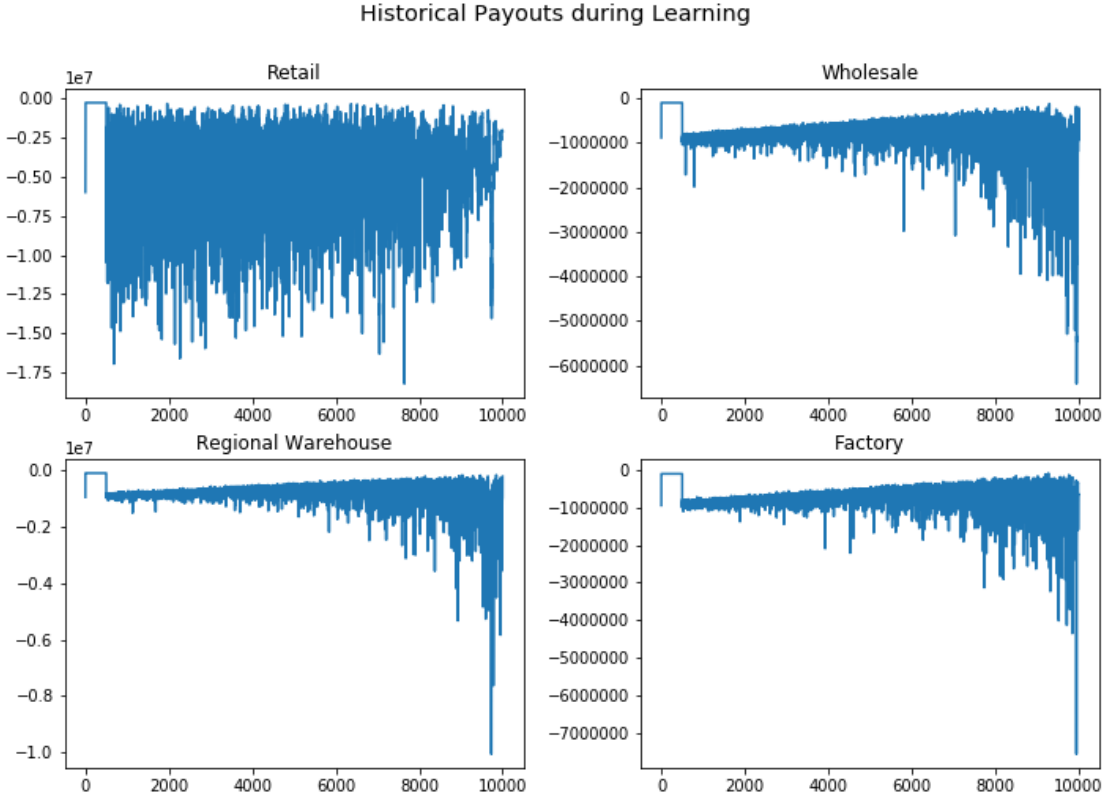 Historical Payouts during Learning
Retail
1e7
0.00
−0.25
−0.50
−0.75
−1.00
−1.25
−1.50
−1.75
0 2000 4000 6000 8000 10000
Wholesale
0
−1000000
−2000000
−3000000
−4000000
−5000000
−6000000
0 2000 4000 6000 8000 10000
Regional Warehouse
1e7
0.0
−0.2
−0.4
−0.6
−0.8
−1.0
0 2000 4000 6000 8000 10000
Factory
0
−1000000
−2000000
−3000000
−4000000
−5000000
−6000000
−7000000
0 2000 4000 6000 8000 10000